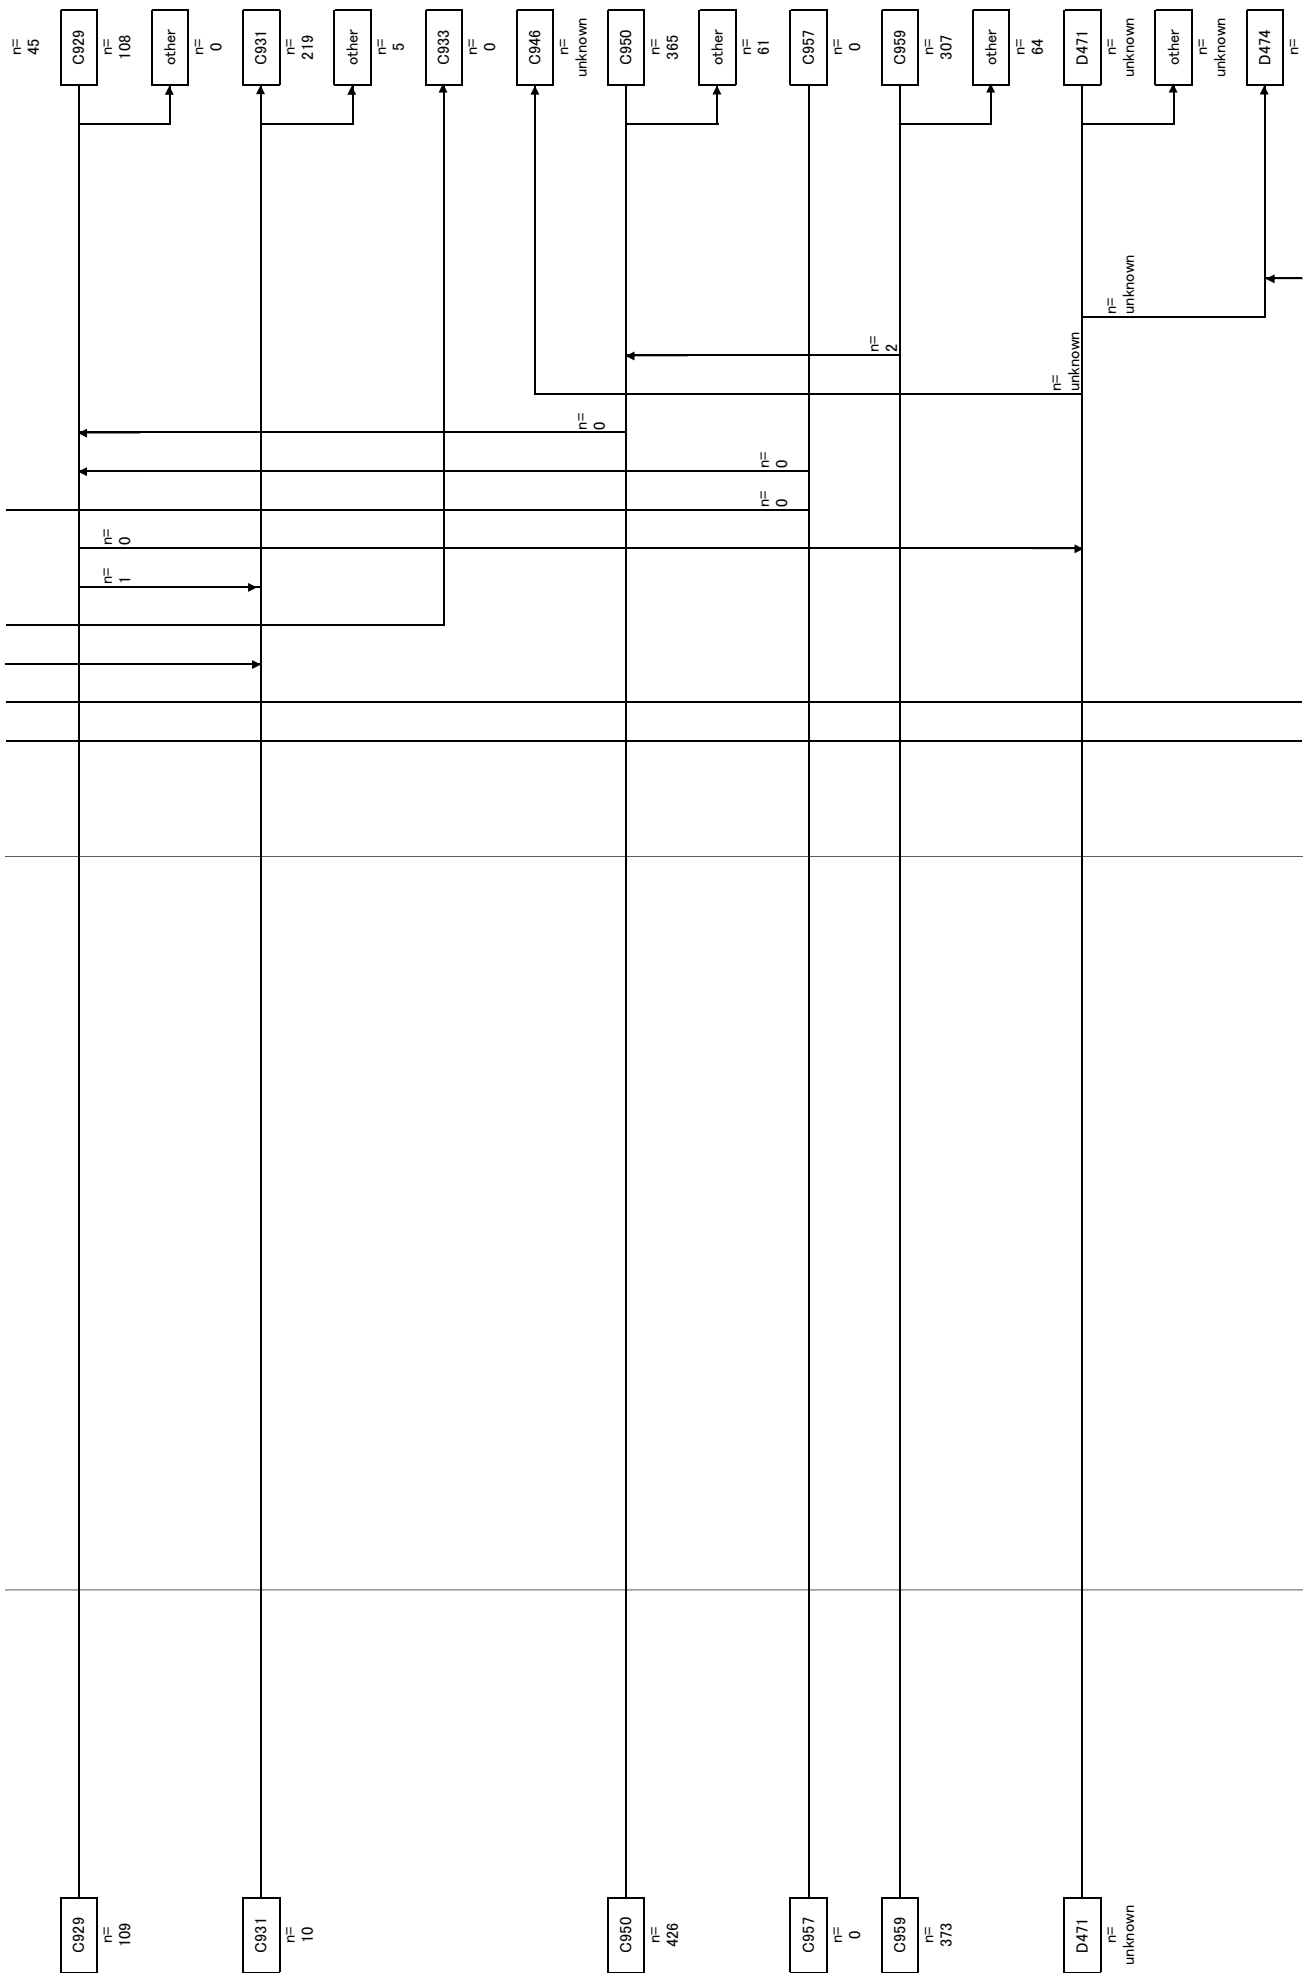 n=
45
C929
n=
108
other
n=
0
C931
n=
219
other
n=
5
C933
n=
0
C946
n=
unknown
C950
n=
365
other
n=
61
C957
n=
0
C959
n=
307
other
n=
64
D471
n=
unknown
other
n=
unknown
D474
n=
n=
unknown
n=
2
n=
unknown
n=
0
n=
0
n=
0
n=
0
n=
1
C929
n=
109
C931
n=
10
C950
n=
426
C957
n=
0
C959
n=
373
D471
n=
unknown